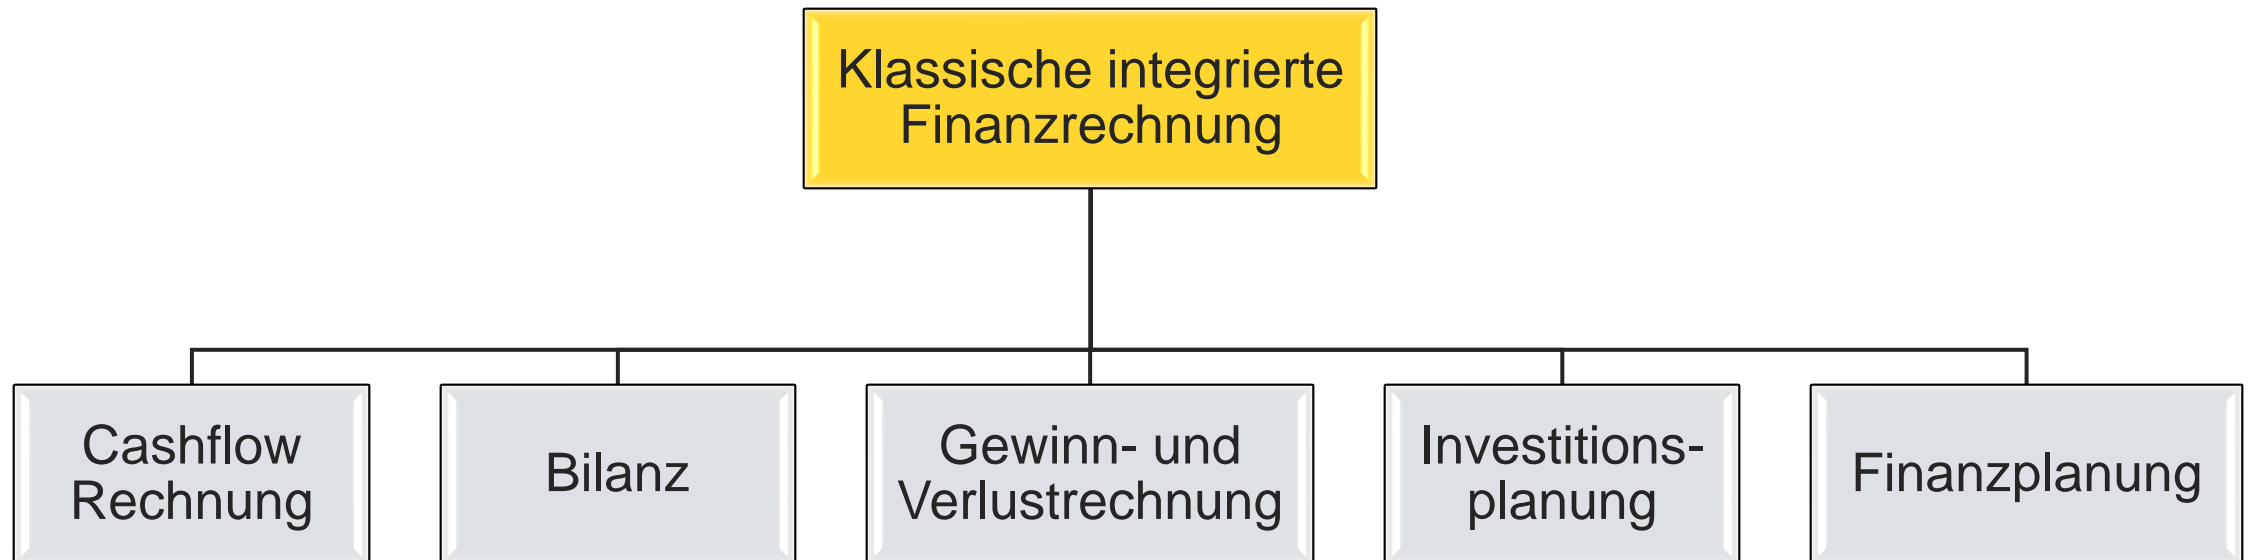 Klassische integrierte
Finanzrechnung
Cashflow
Rechnung
Bilanz
Gewinn- und
Verlustrechnung
Investitions-
planung
Finanzplanung